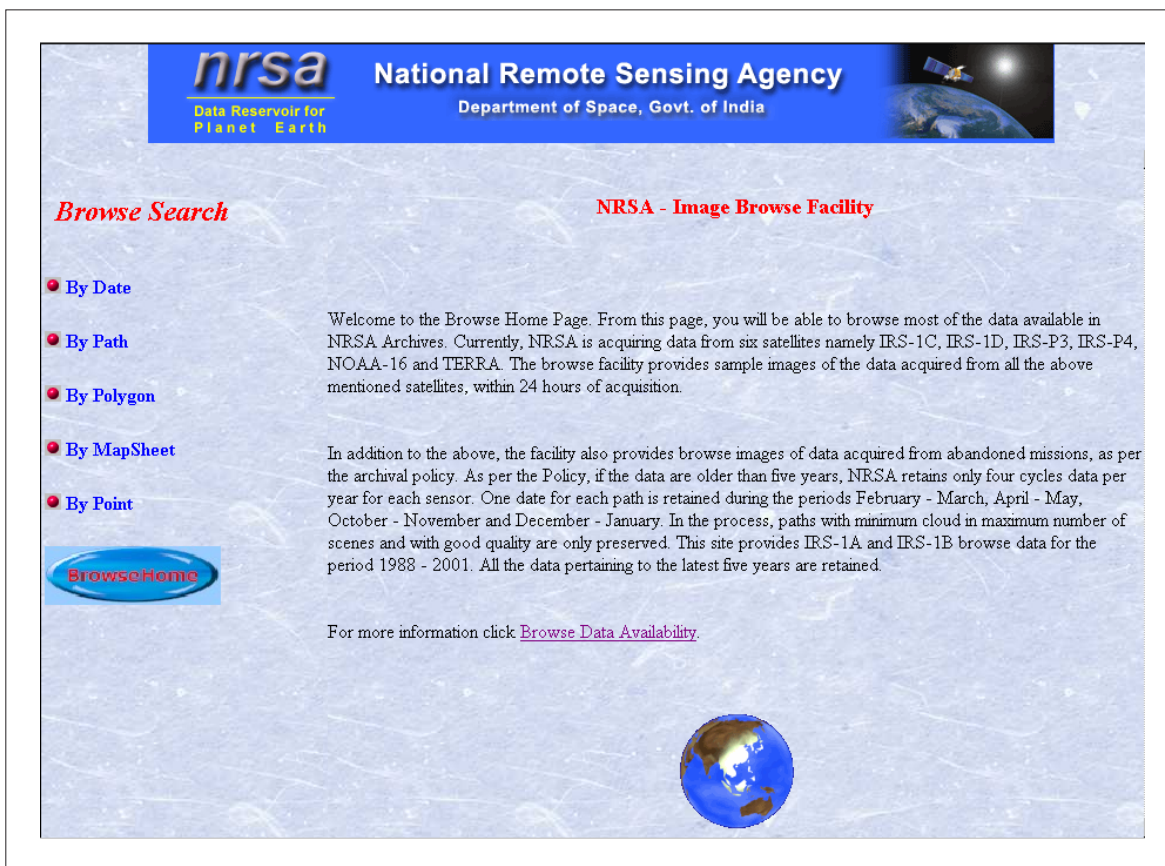 nrsa
Data Reservoir for
Planet Earth
National Remote Sensing Agency
Department of Space, Govt. of India
Browse Search
By Date
By Path
By Polygon
By MapSheet
By Point
BrowseHome
NRSA - Image Browse Facility
Welcome to the Browse Home Page. From this page, you will be able to browse most of the data available in
NRSA Archives. Currently, NRSA is acquiring data from six satellites namely IRS-1C, IRS-1D, IRS-P3, IRS-P4,
NOAA-16 and TERRA. The browse facility provides sample images of the data acquired from all the above
mentioned satellites, within 24 hours of acquisition.
In addition to the above, the facility also provides browse images of data acquired from abandoned missions, as per
the archival policy. As per the Policy, if the data are older than five years, NRSA retains only four cycles data per
year for each sensor. One date for each path is retained during the periods February - March, April - May,
October - November and December - January. In the process, paths with minimum cloud in maximum number of
scenes and with good quality are only preserved. This site provides IRS-1A and IRS-1B browse data for the
period 1988 - 2001. All the data pertaining to the latest five years are retained.
For more information click Browse Data Availability.